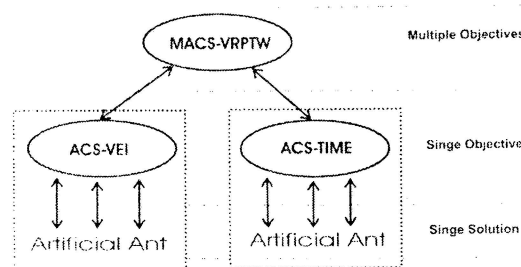 MACS-VRPTW
Multiple Objectives
ACS-VEI
ACS-TIME
Singe Objective
Artificial Ant
Artificial Ant
Singe Solution